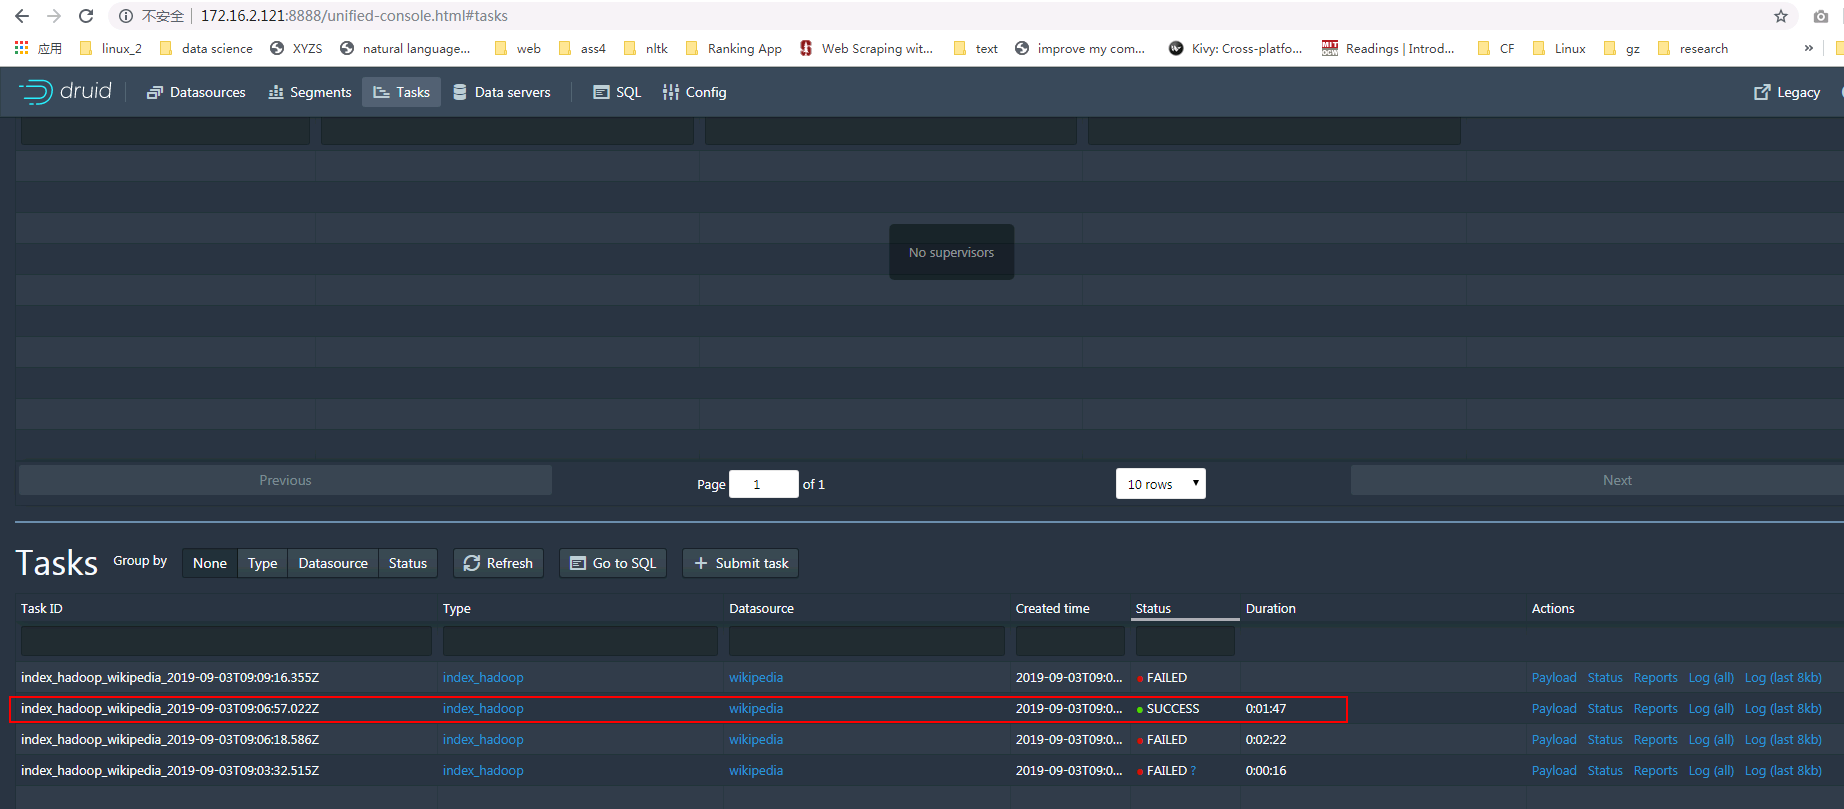 不安全 172.16.2.121:8888/unified-console.html#tasks
应用 linux_2 data science XYZS natural language... web ass4 nltk Ranking App Web Scraping wit... text improve my com... Kivy: Cross-platfo... Readings | Introd... CF Linux gz research »
druid Datasources Segments Tasks Data servers SQL Config Legacy
No supervisors
Previous Page 1 of 1 10 rows Next
Tasks Group by None Type Datasource Status Refresh Go to SQL Submit task
Task ID Type Datasource Created time Status Duration Actions
index_hadoop_wikipedia_2019-09-03T09:09:16.355Z index_hadoop wikipedia 2019-09-03T09:0... FAILED Payload Status Reports Log (all) Log (last 8kb)
index_hadoop_wikipedia_2019-09-03T09:06:57.022Z index_hadoop wikipedia 2019-09-03T09:0... SUCCESS 0:01:47 Payload Status Reports Log (all) Log (last 8kb)
index_hadoop_wikipedia_2019-09-03T09:06:18.586Z index_hadoop wikipedia 2019-09-03T09:0... FAILED 0:02:22 Payload Status Reports Log (all) Log (last 8kb)
index_hadoop_wikipedia_2019-09-03T09:03:32.515Z index_hadoop wikipedia 2019-09-03T09:0... FAILED ? 0:00:16 Payload Status Reports Log (all) Log (last 8kb)